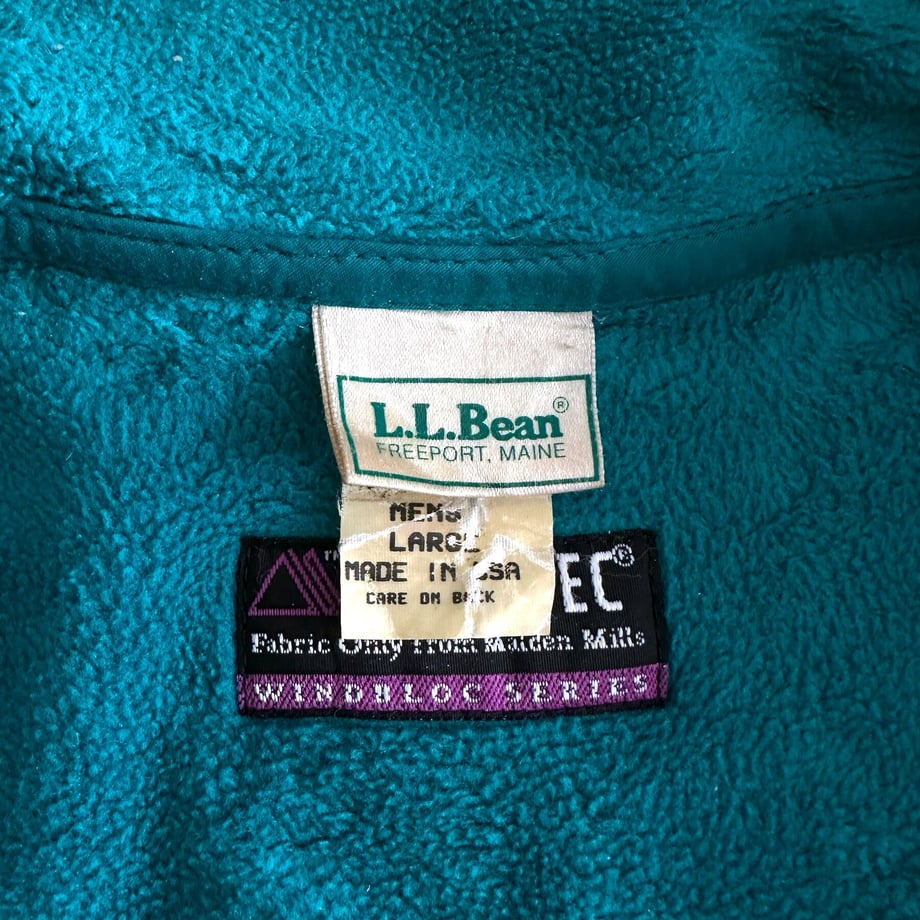 L.L.Bean®
FREEPORT, MAINE
MENS
LARGE
MADE IN USA
CARE ON BACK
TM
EC®
Fabric Only from Malden Mills
WINDBLOC SERIES